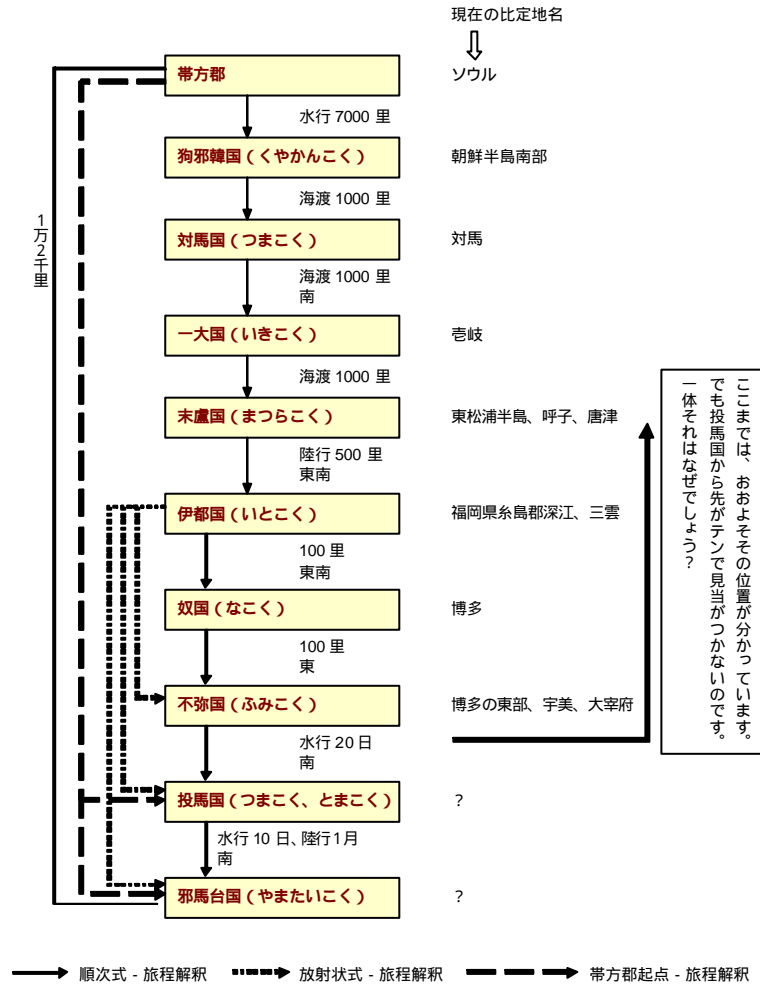 現在の比定地名
帯方郡
ソウル
水行 7000 里
狗邪韓国(くやかんこく)
朝鮮半島南部
海渡 1000 里
対馬国(つまこく)
対馬
1万2千里
海渡 1000 里
南
一大国(いきこく)
壱岐
海渡 1000 里
末盧国(まつらこく)
東松浦半島、呼子、唐津
陸行 500 里
東南
伊都国(いとこく)
福岡県糸島郡深江、三雲
100 里
東南
奴国(なこく)
博多
100 里
東
不弥国(ふみこく)
博多の東部、宇美、大宰府
水行 20 日
南
投馬国(つまこく、とまこく)
?
水行 10 日、陸行1月
南
邪馬台国(やまたいこく)
?
ここまでは、おおよその位置が分かっています。
でも投馬国から先がテンで見当がつかないのです。
一体それはなぜでしょう?
順次式 - 旅程解釈
放射状式 - 旅程解釈
帯方郡起点 - 旅程解釈